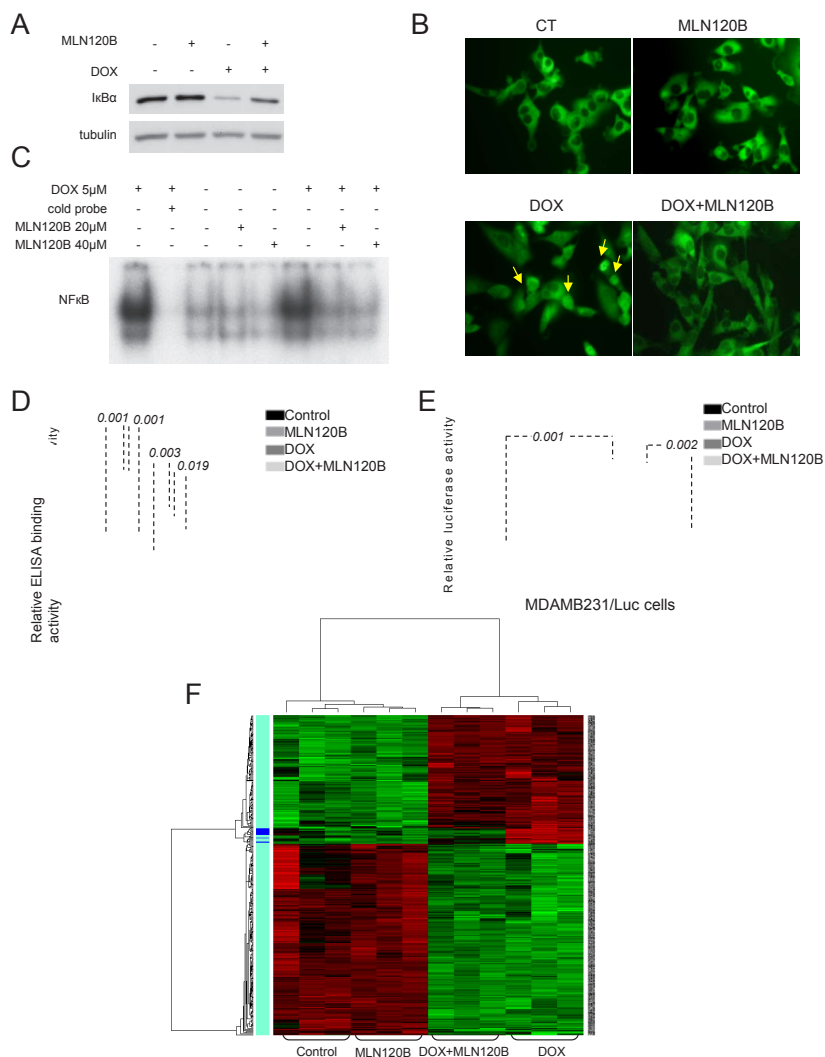 A
MLN120B - + - +
DOX - - + +
IκBα
tubulin
B
CT
MLN120B
DOX
DOX+MLN120B
C
DOX 5µM + + - - - + + +
cold probe - + - - - - - -
MLN120B 20µM - - - + - - + -
MLN120B 40µM - - - - + - - +
NFκB
D
0.001
0.001
0.003
0.019
Relative ELISA binding
activity
Control
MLN120B
DOX
DOX+MLN120B
E
Relative luciferase activity
0.001
0.002
Control
MLN120B
DOX
DOX+MLN120B
MDAMB231/Luc cells
F
Control
MLN120B
DOX+MLN120B
DOX